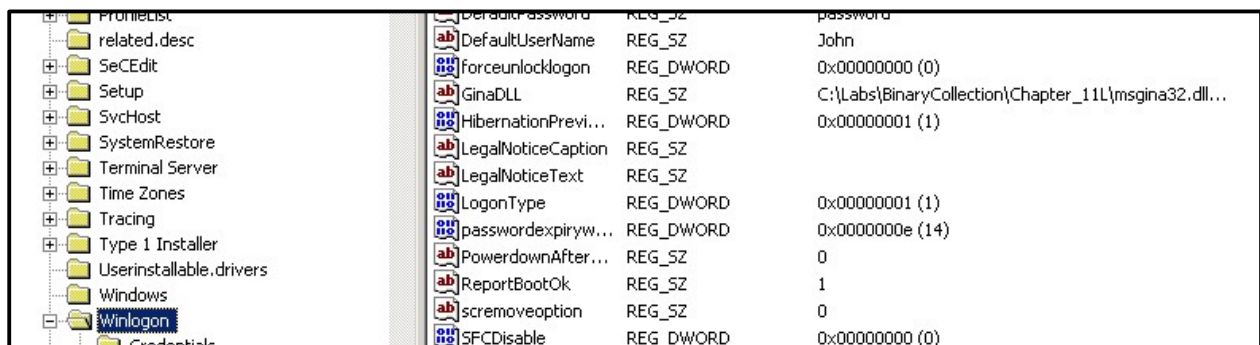 ProfileList
related.desc
SeCEdit
Setup
SvcHost
SystemRestore
Terminal Server
Time Zones
Tracing
Type 1 Installer
Userinstallable.drivers
Windows
Winlogon
Credentials
DefaultPassword REG_SZ password
DefaultUserName REG_SZ John
forceunlocklogon REG_DWORD 0x00000000 (0)
GinaDLL REG_SZ C:\Labs\BinaryCollection\Chapter_11L\msgina32.dll...
HibernationPrevi... REG_DWORD 0x00000001 (1)
LegalNoticeCaption REG_SZ
LegalNoticeText REG_SZ
LogonType REG_DWORD 0x00000001 (1)
passwordexpiryw... REG_DWORD 0x0000000e (14)
PowerdownAfter... REG_SZ 0
ReportBootOk REG_SZ 1
scremoveoption REG_SZ 0
SFCDisable REG_DWORD 0x00000000 (0)